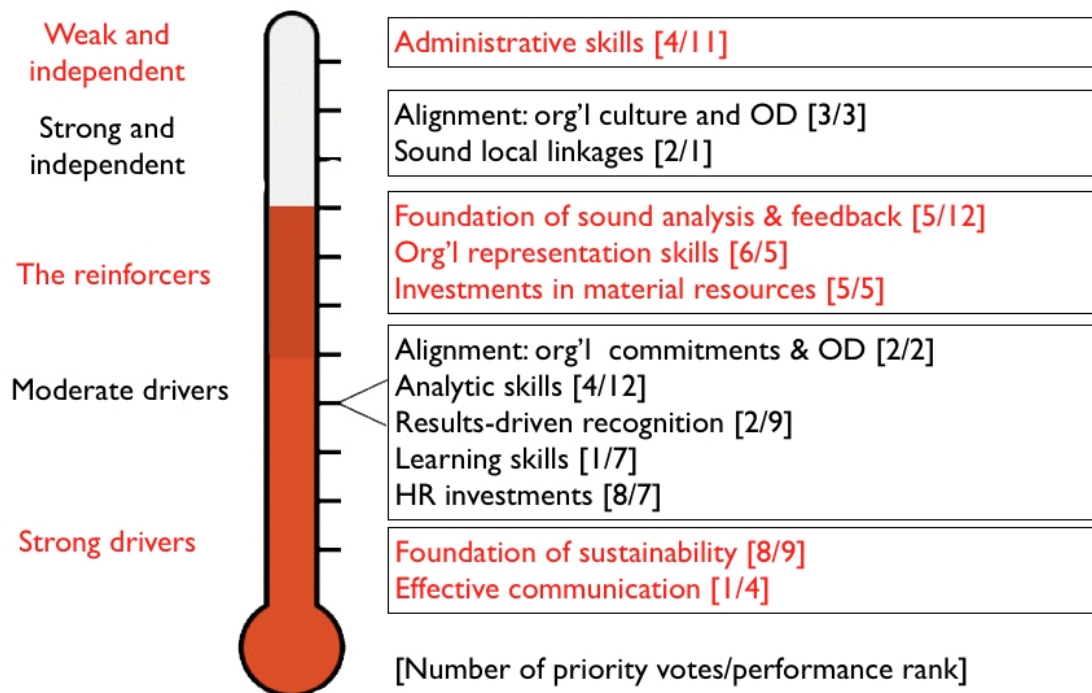 Weak and
independent
Administrative skills [4/11]
Strong and
independent
Alignment: org'l culture and OD [3/3]
Sound local linkages [2/1]
The reinforcers
Foundation of sound analysis & feedback [5/12]
Org'l representation skills [6/5]
Investments in material resources [5/5]
Moderate drivers
Alignment: org'l commitments & OD [2/2]
Analytic skills [4/12]
Results-driven recognition [2/9]
Learning skills [1/7]
HR investments [8/7]
Strong drivers
Foundation of sustainability [8/9]
Effective communication [1/4]
[Number of priority votes/performance rank]